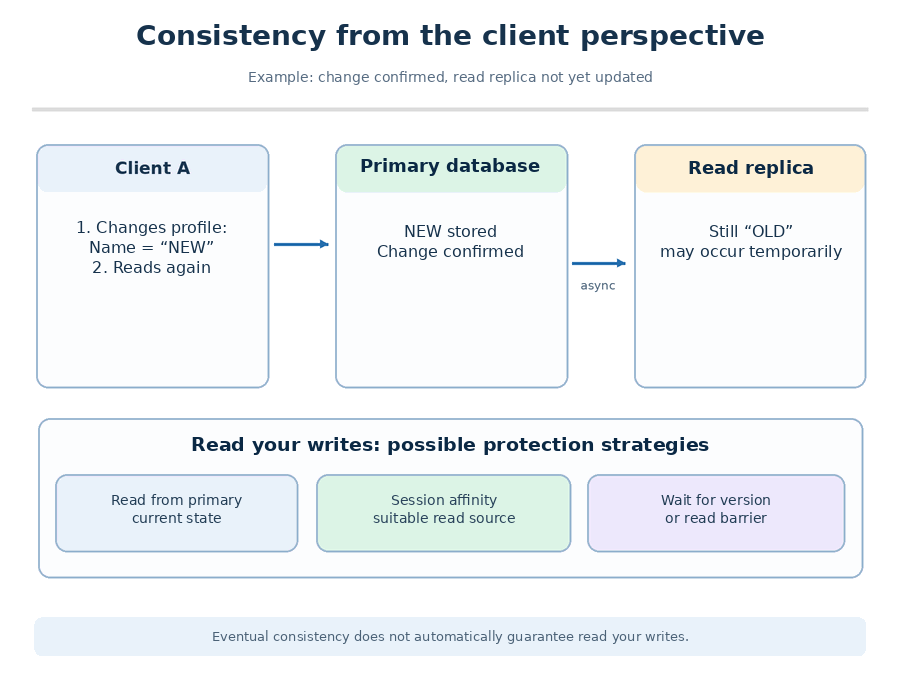 Consistency from the client perspective
Example: change confirmed, read replica not yet updated
Client A
1. Changes profile:
Name = “NEW”
2. Reads again
Primary database
NEW stored
Change confirmed
async
Read replica
Still “OLD”
may occur temporarily
Read your writes: possible protection strategies
Read from primary
current state
Session affinity
suitable read source
Wait for version
or read barrier
Eventual consistency does not automatically guarantee read your writes.